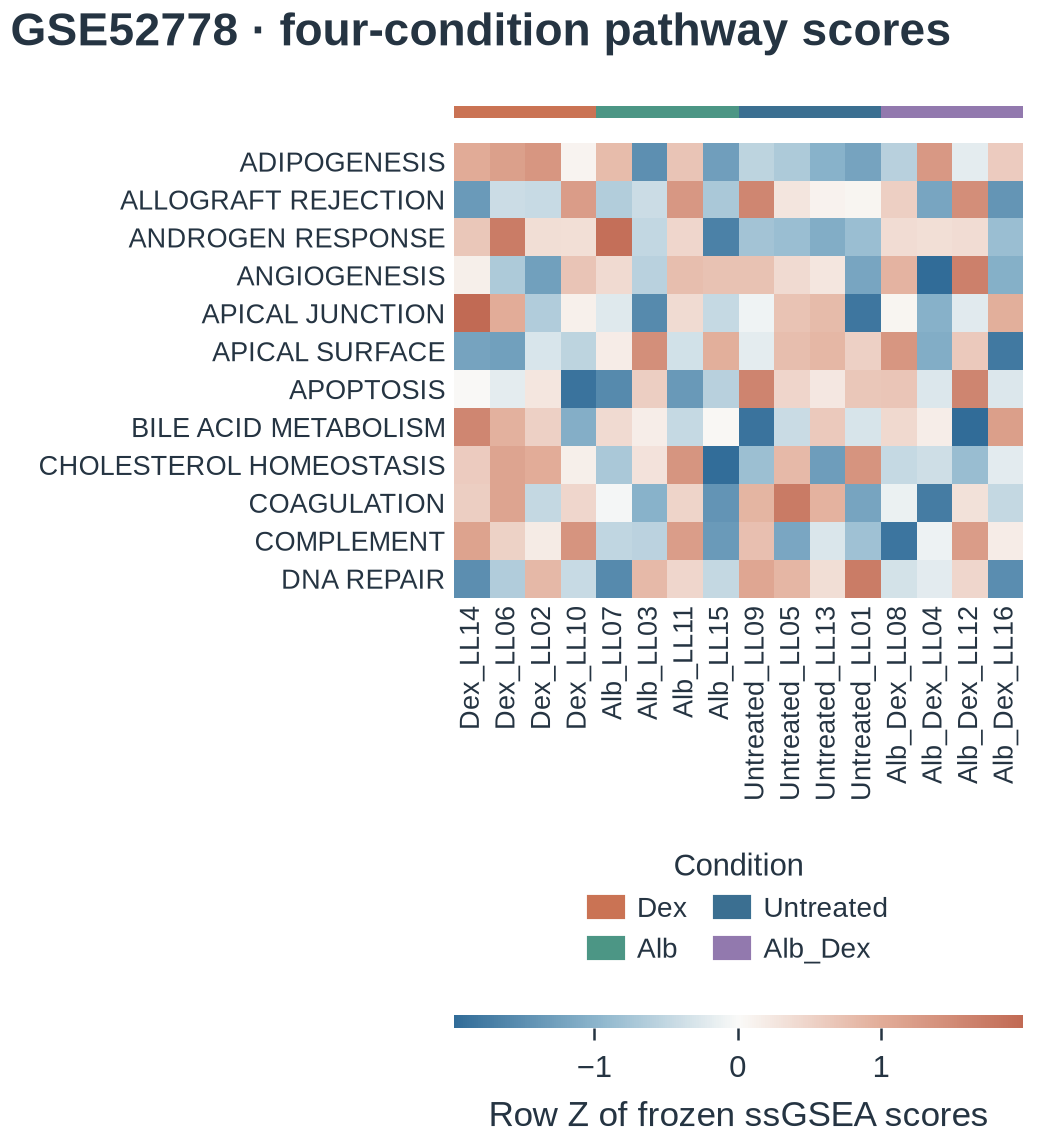 GSE52778 · four-condition pathway scores
ADIPOGENESIS
ALLOGRAFT REJECTION
ANDROGEN RESPONSE
ANGIOGENESIS
APICAL JUNCTION
APICAL SURFACE
APOPTOSIS
BILE ACID METABOLISM
CHOLESTEROL HOMEOSTASIS
COAGULATION
COMPLEMENT
DNA REPAIR
Dex_LL14
Dex_LL06
Dex_LL02
Dex_LL10
Alb_LL07
Alb_LL03
Alb_LL11
Alb_LL15
Untreated_LL09
Untreated_LL05
Untreated_LL13
Untreated_LL01
Alb_Dex_LL08
Alb_Dex_LL04
Alb_Dex_LL12
Alb_Dex_LL16
Condition
Dex Untreated
Alb Alb_Dex
−1 0 1
Row Z of frozen ssGSEA scores